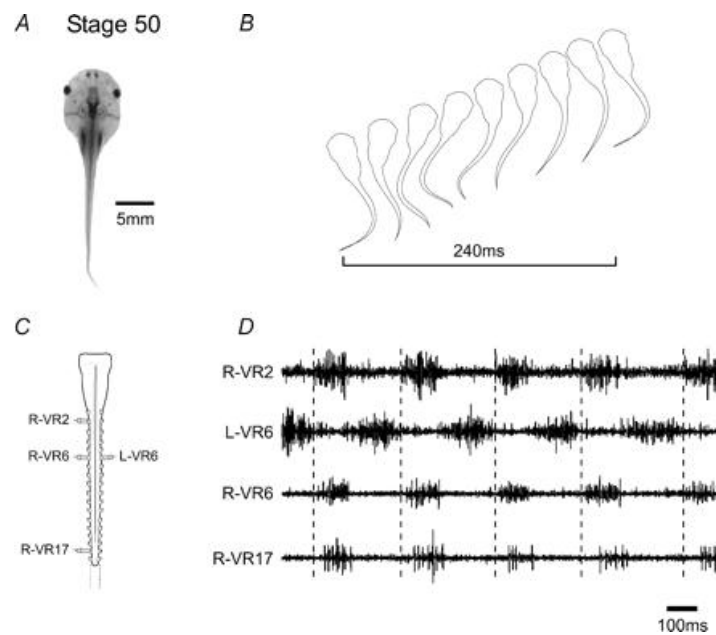 A Stage 50
B
5mm
240ms
C
R-VR2
R-VR6 L-VR6
R-VR17
D
R-VR2
L-VR6
R-VR6
R-VR17
100ms